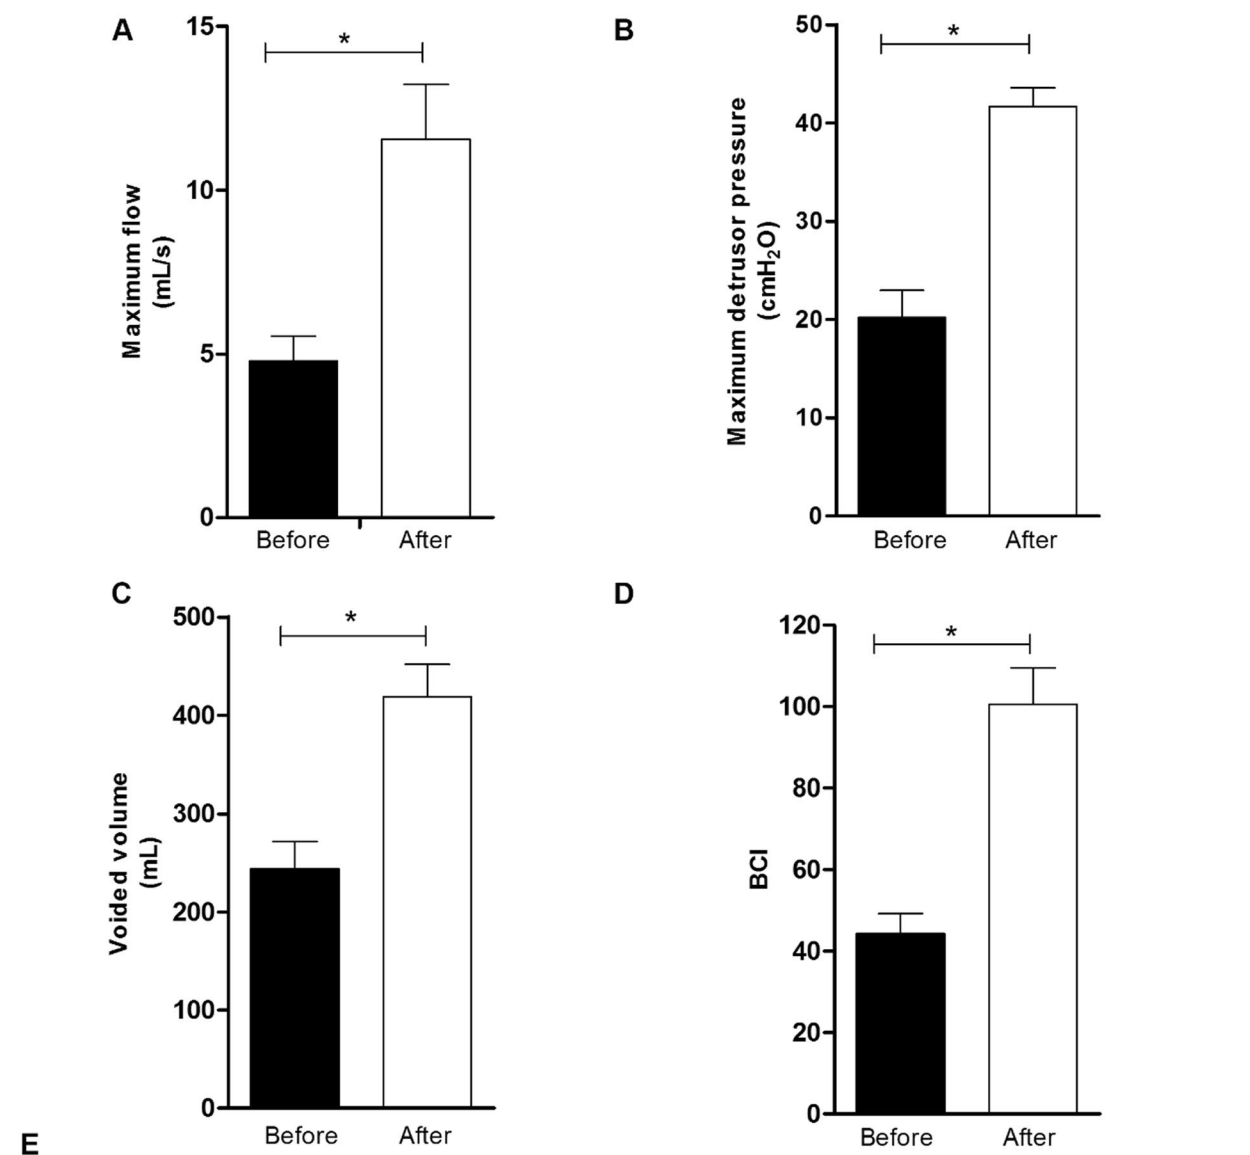 A
15
10
5
0
Maximum flow
(mL/s)
*
Before After
B
50
40
30
20
10
0
Maximum detrusor pressure
(cmH₂O)
*
Before After
C
500
400
300
200
100
0
Voided volume
(mL)
*
Before After
D
120
100
80
60
40
20
0
BCI
*
Before After
E